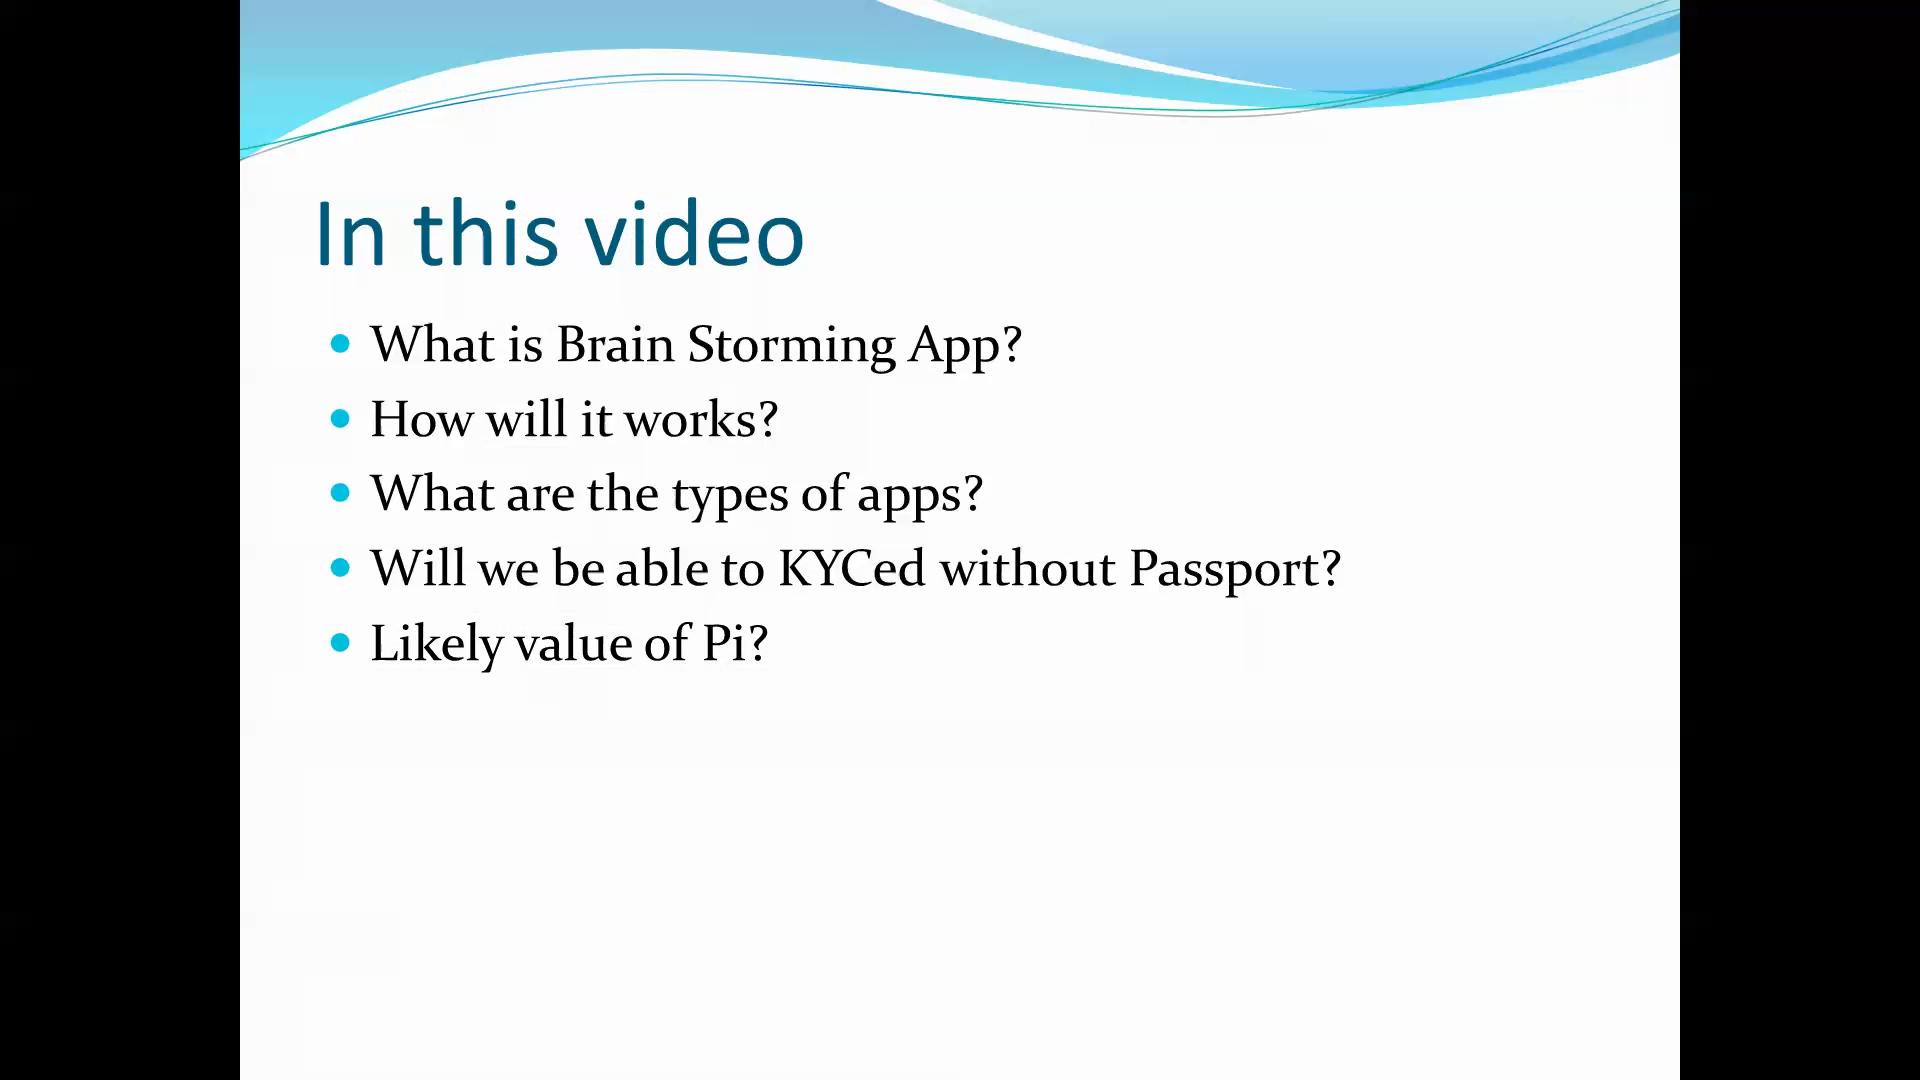 In this video
• What is Brain Storming App?
• How will it works?
• What are the types of apps?
• Will we be able to KYCed without Passport?
• Likely value of Pi?